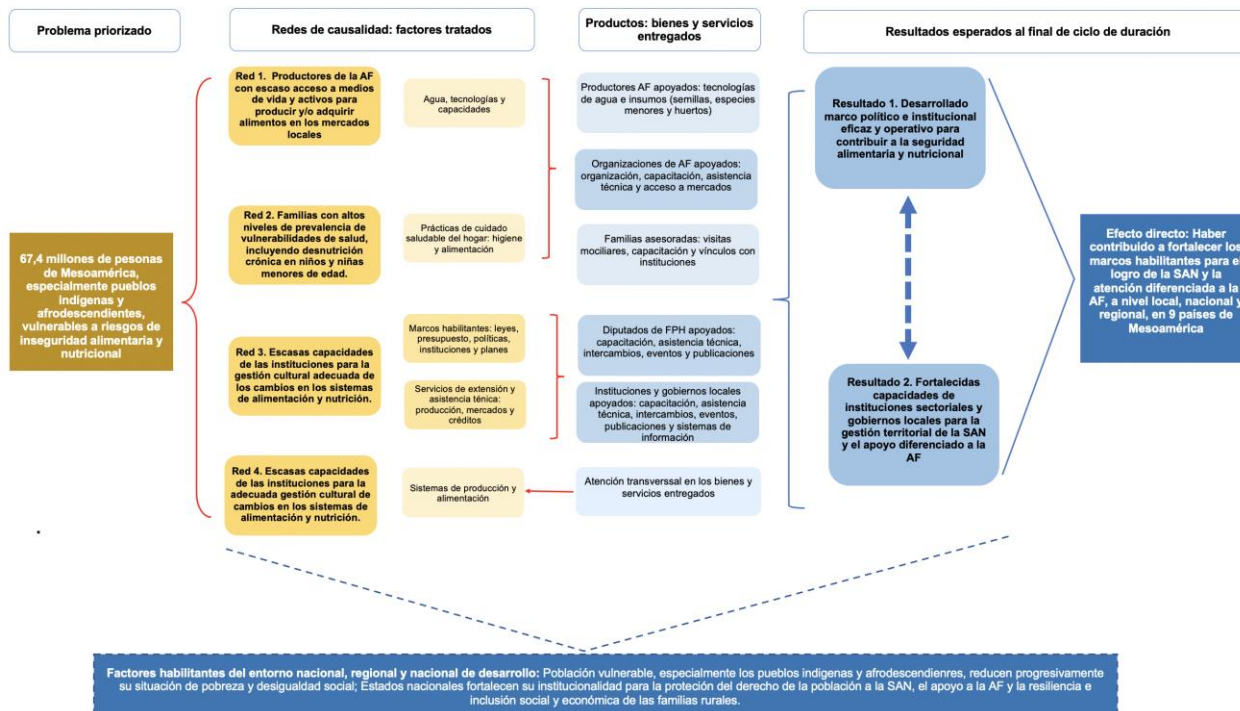 Problema priorizado
Redes de causalidad: factores tratados
Productos: bienes y servicios
entregados
Resultados esperados al final de ciclo de duración
67,4 millones de pesonas
de Mesoamérica,
especialmente pueblos
indígenas y
afrodescendientes,
vulnerables a riesgos de
inseguridad alimentaria y
nutricional
Red 1. Productores de la AF
con escaso acceso a medios
de vida y activos para
producir y/o adquirir
alimentos en los mercados
locales
Agua, tecnologías y
capacidades
Productores AF apoyados: tecnologías
de agua e insumos (semillas, especies
menores y huertos)
Organizaciones de AF apoyados:
organización, capacitación, asistencia
técnica y acceso a mercados
Red 2. Familias con altos
niveles de prevalencia de
vulnerabilidades de salud,
incluyendo desnutrición
crónica en niños y niñas
menores de edad.
Prácticas de cuidado
saludable del hogar: higiene
y alimentación
Familias asesoradas: visitas
mociliares, capacitación y vínculos con
instituciones
Red 3. Escasas capacidades
de las instituciones para la
gestión cultural adecuada de
los cambios en los sistemas
de alimentación y nutrición.
Marcos habilitantes: leyes,
presupuesto, políticas,
instituciones y planes
Servicios de extensión y
asistencia ténica:
producción, mercados y
créditos
Diputados de FPH apoyados:
capacitación, asistencia técnica,
intercambios, eventos y publicaciones
Instituciones y gobiernos locales
apoyados: capacitación, asistencia
técnica, intercambios, eventos,
publicaciones y sistemas de
información
Red 4. Escasas capacidades
de las instituciones para la
adecuada gestión cultural de
cambios en los sistemas de
alimentación y nutrición.
Sistemas de producción y
alimentación
Atención transverssal en los bienes y
servicios entregados
Resultado 1. Desarrollado
marco político e institucional
eficaz y operativo para
contribuir a la seguridad
alimentaria y nutricional
Resultado 2. Fortalecidas
capacidades de
instituciones sectoriales y
gobiernos locales para la
gestión territorial de la SAN
y el apoyo diferenciado a la
AF
Efecto directo: Haber
contribuido a fortalecer los
marcos habilitantes para el
logro de la SAN y la
atención diferenciada a la
AF, a nivel local, nacional y
regional, en 9 países de
Mesoamérica
Factores habilitantes del entorno nacional, regional y nacional de desarrollo: Población vulnerable, especialmente los pueblos indigenas y afrodescendienres, reducen progresivamente
su situación de pobreza y desigualdad social; Estados nacionales fortalecen su institucionalidad para la proteción del derecho de la población a la SAN, el apoyo a la AF y la resiliencia e
inclusión social y económica de las familias rurales.